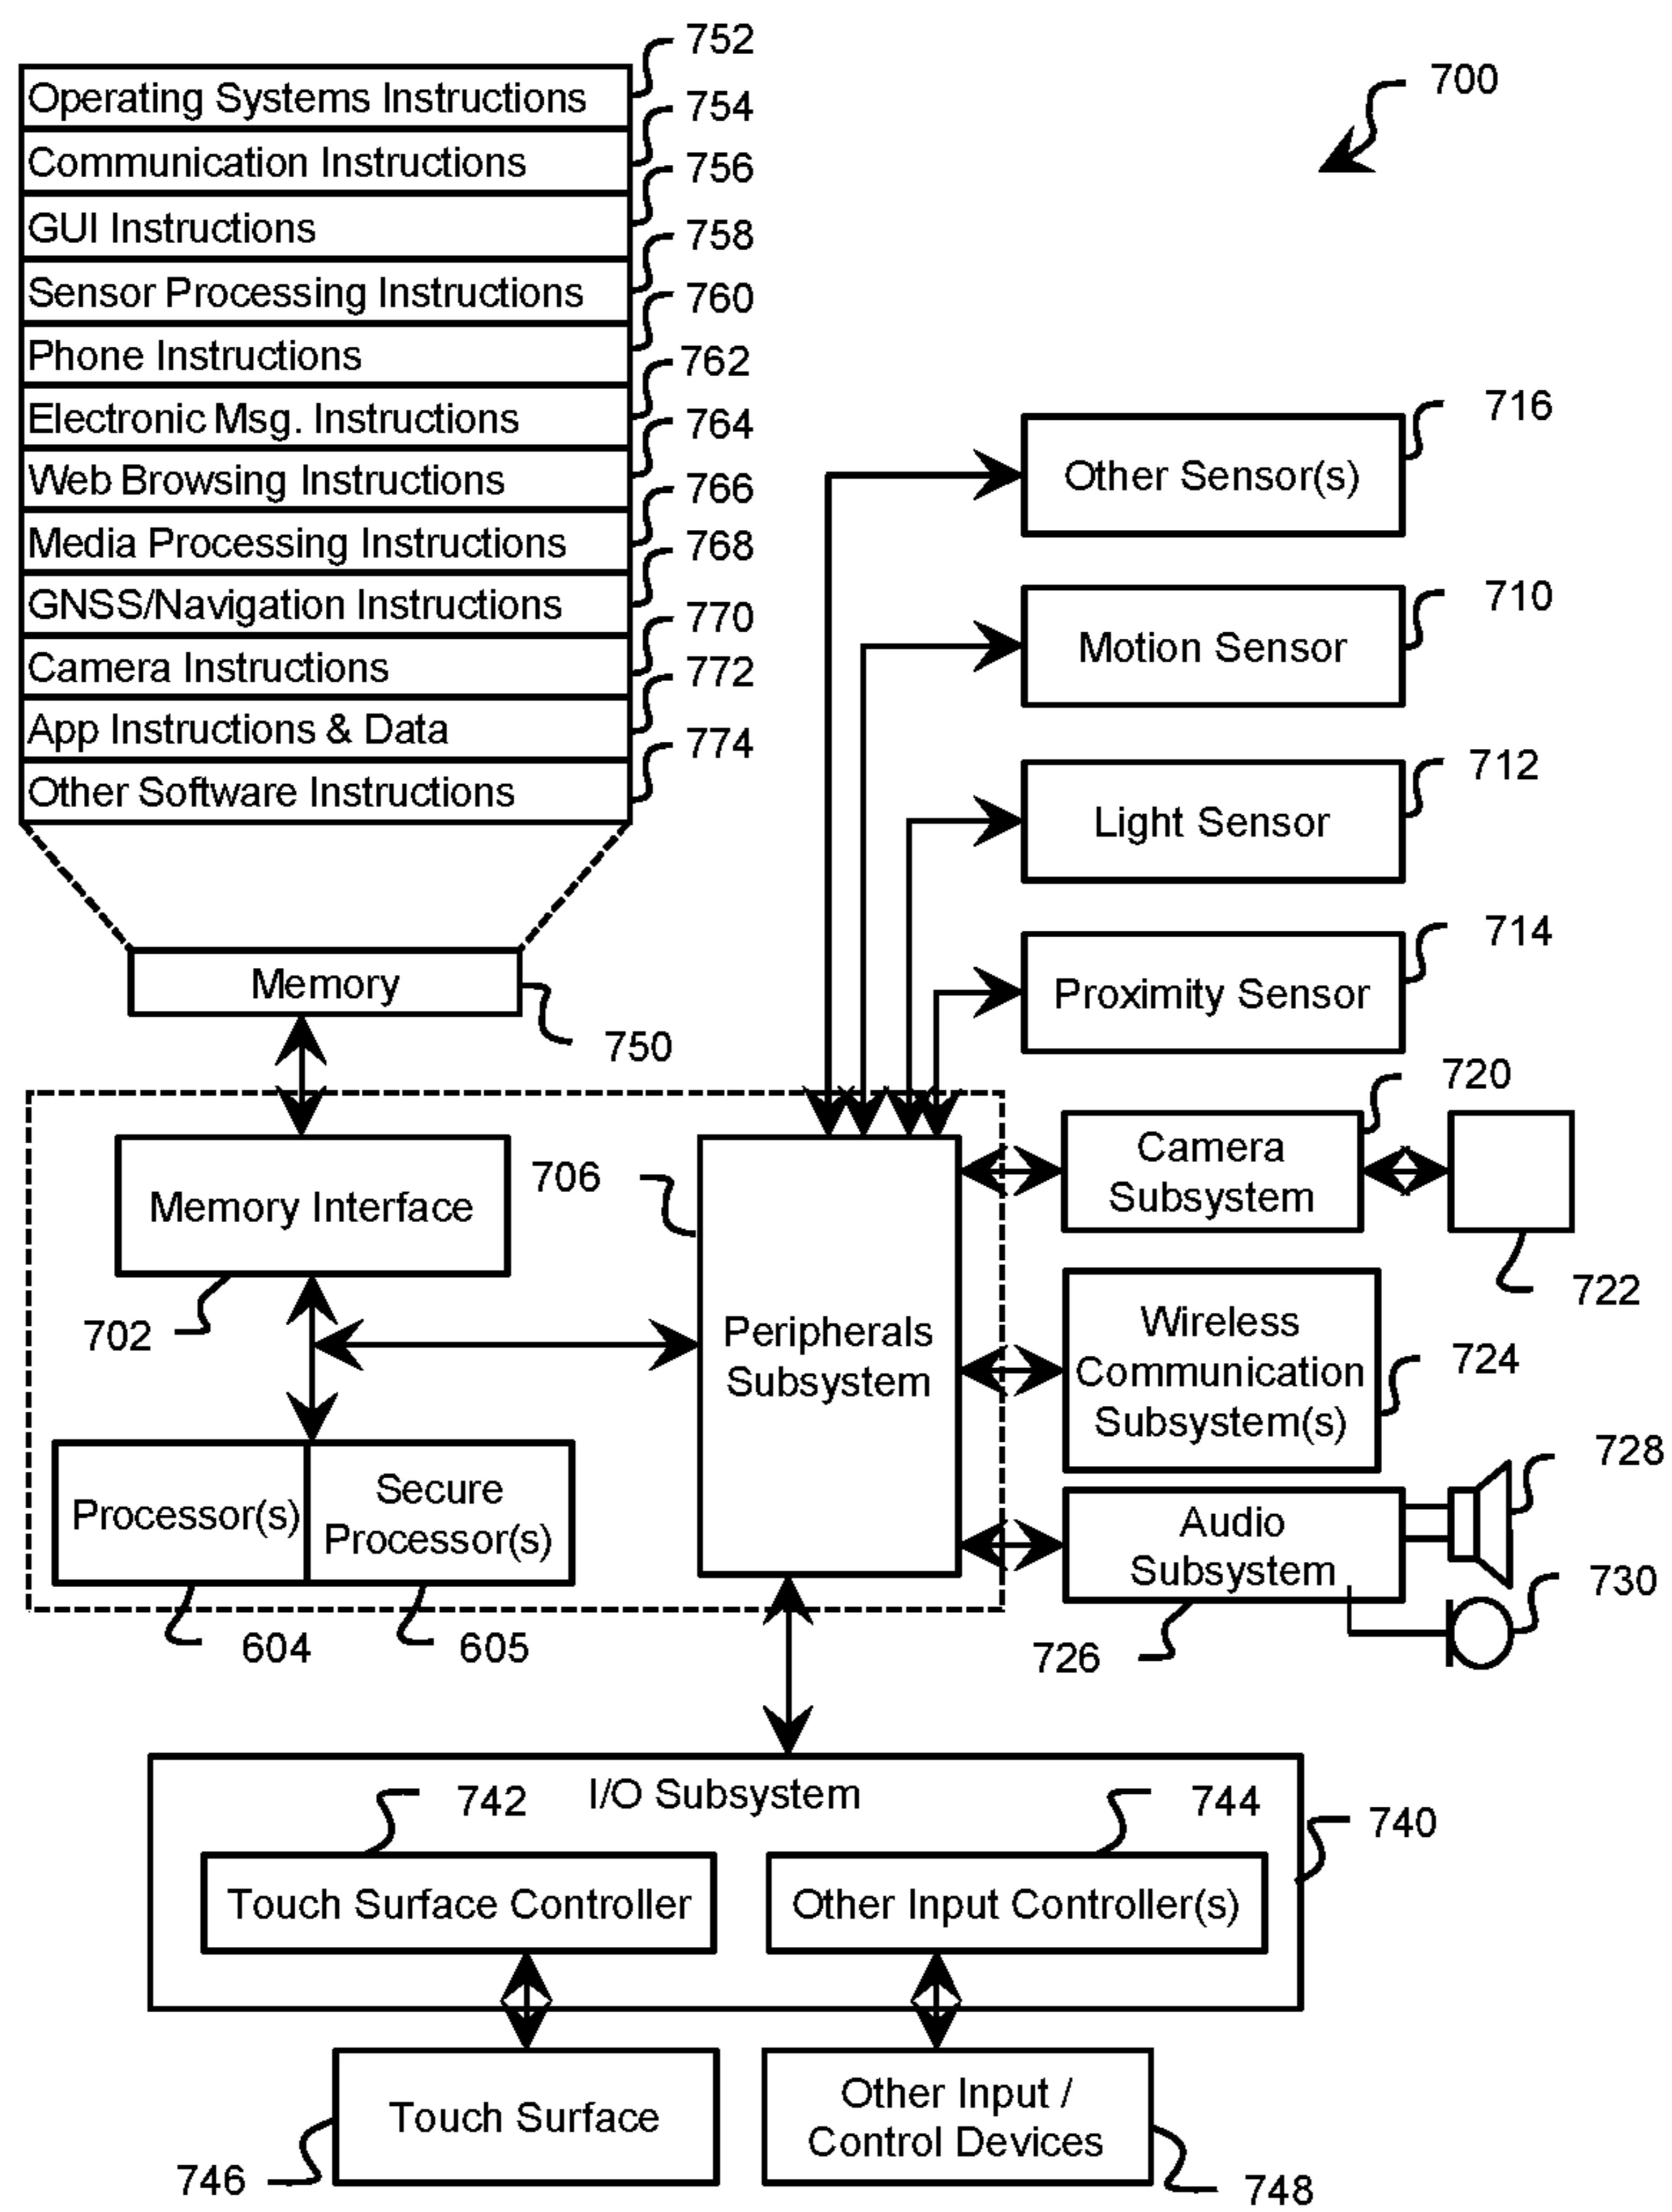 752
700
Operating Systems Instructions
754
Communication Instructions
756
GUI Instructions
758
Sensor Processing Instructions
760
Phone Instructions
762
Electronic Msg. Instructions
764
Web Browsing Instructions
766
Media Processing Instructions
768
GNSS/Navigation Instructions
770
Camera Instructions
772
App Instructions & Data
774
Other Software Instructions
716
Other Sensor(s)
710
Motion Sensor
712
Light Sensor
714
Proximity Sensor
Memory
750
720
Camera
Subsystem
722
706
Memory Interface
702
Peripherals
Subsystem
Wireless
Communication
Subsystem(s)
724
Processor(s)
Secure
Processor(s)
604
605
728
Audio
Subsystem
730
726
742
I/O Subsystem
744
740
Touch Surface Controller
Other Input Controller(s)
Touch Surface
746
Other Input /
Control Devices
748